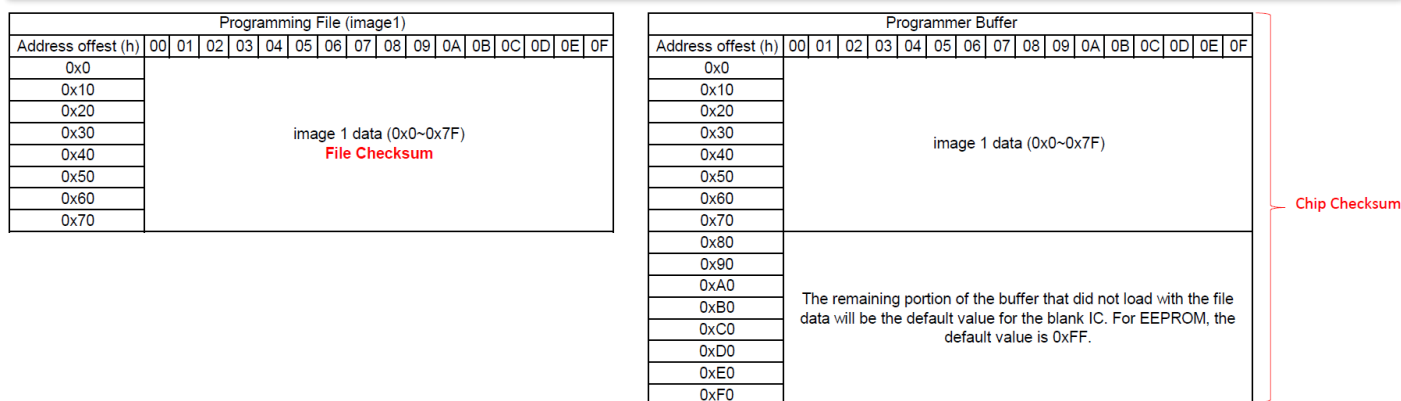 Programming File (image1)
Address offest (h) 00 01 02 03 04 05 06 07 08 09 0A 0B 0C 0D 0E 0F
0x0
0x10
0x20
0x30
0x40
0x50
0x60
0x70
image 1 data (0x0~0x7F)
File Checksum
Programmer Buffer
Address offest (h) 00 01 02 03 04 05 06 07 08 09 0A 0B 0C 0D 0E 0F
0x0
0x10
0x20
0x30
0x40
0x50
0x60
0x70
0x80
0x90
0xA0
0xB0
0xC0
0xD0
0xE0
0xF0
image 1 data (0x0~0x7F)
The remaining portion of the buffer that did not load with the file
data will be the default value for the blank IC. For EEPROM, the
default value is 0xFF.
Chip Checksum